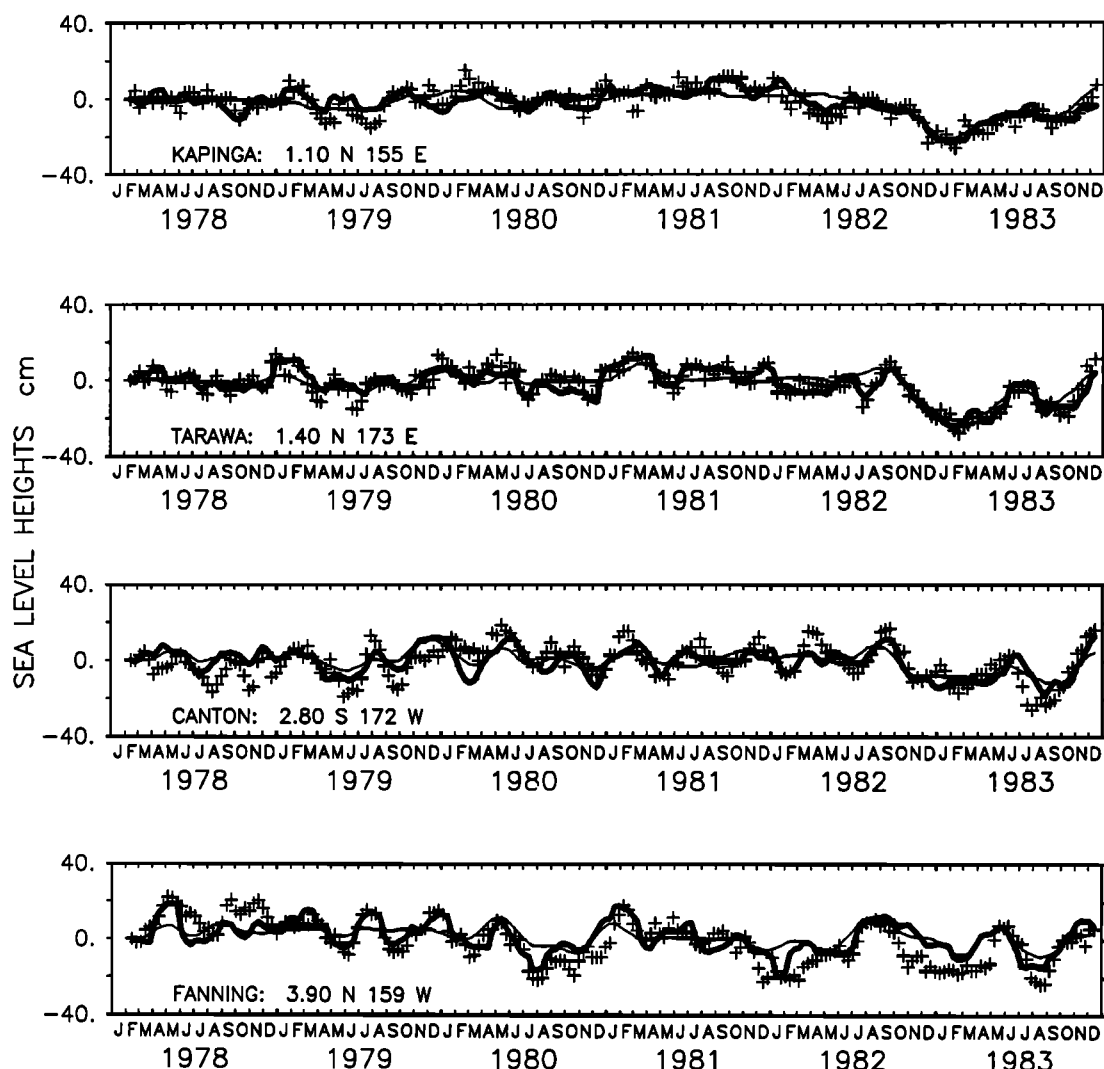 SEA LEVEL HEIGHTS cm
40.
0.
-40.
KAPINGA: 1.10 N 155 E
J F M A M J J A S O N D J F M A M J J A S O N D J F M A M J J A S O N D J F M A M J J A S O N D J F M A M J J A S O N D J F M A M J J A S O N D
1978 1979 1980 1981 1982 1983
40.
0.
-40.
TARAWA: 1.40 N 173 E
J F M A M J J A S O N D J F M A M J J A S O N D J F M A M J J A S O N D J F M A M J J A S O N D J F M A M J J A S O N D J F M A M J J A S O N D
1978 1979 1980 1981 1982 1983
40.
0.
-40.
CANTON: 2.80 S 172 W
J F M A M J J A S O N D J F M A M J J A S O N D J F M A M J J A S O N D J F M A M J J A S O N D J F M A M J J A S O N D J F M A M J J A S O N D
1978 1979 1980 1981 1982 1983
40.
0.
-40.
FANNING: 3.90 N 159 W
J F M A M J J A S O N D J F M A M J J A S O N D J F M A M J J A S O N D J F M A M J J A S O N D J F M A M J J A S O N D J F M A M J J A S O N D
1978 1979 1980 1981 1982 1983